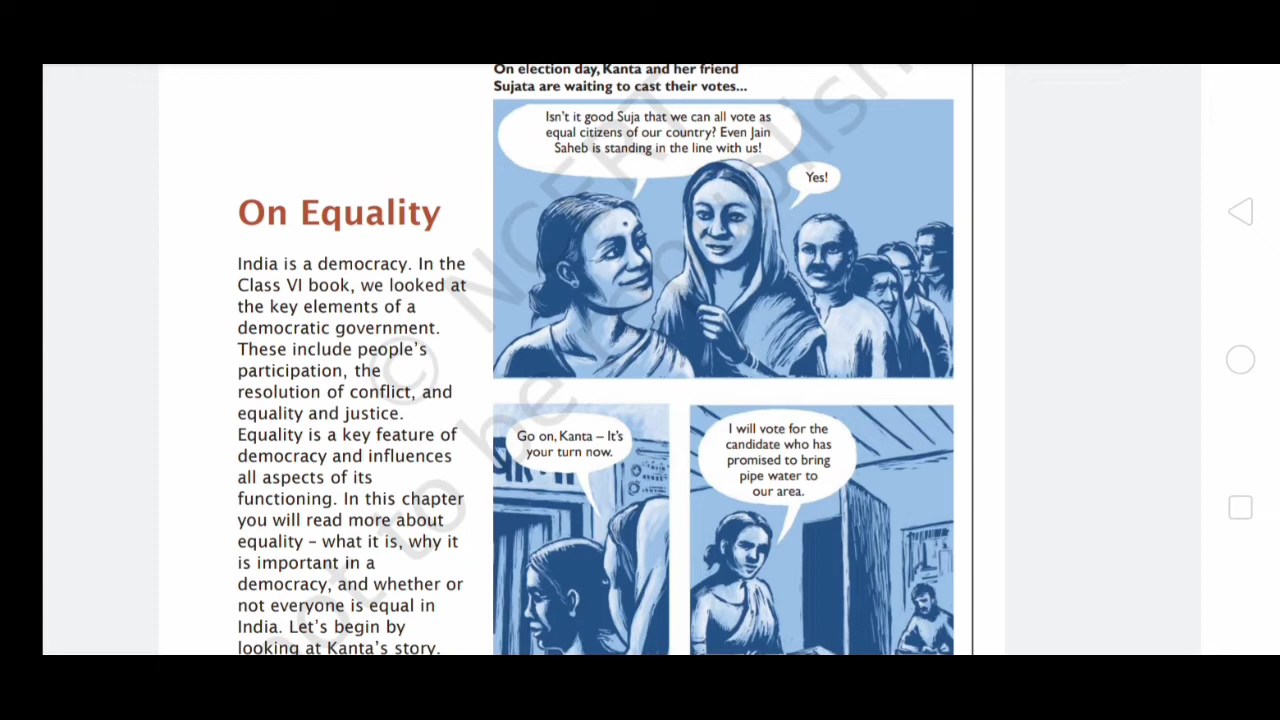 On election day, Kanta and her friend
Sujata are waiting to cast their votes...
Isn't it good Suja that we can all vote as
equal citizens of our country? Even Jain
Saheb is standing in the line with us!
Yes!
On Equality
India is a democracy. In the
Class VI book, we looked at
the key elements of a
democratic government.
These include people's
participation, the
resolution of conflict, and
equality and justice.
Equality is a key feature of
democracy and influences
all aspects of its
functioning. In this chapter
you will read more about
equality – what it is, why it
is important in a
democracy, and whether or
not everyone is equal in
India. Let's begin by
looking at Kanta's story.
Go on, Kanta – It's
your turn now.
I will vote for the
candidate who has
promised to bring
pipe water to
our area.
© NCERT
not to be